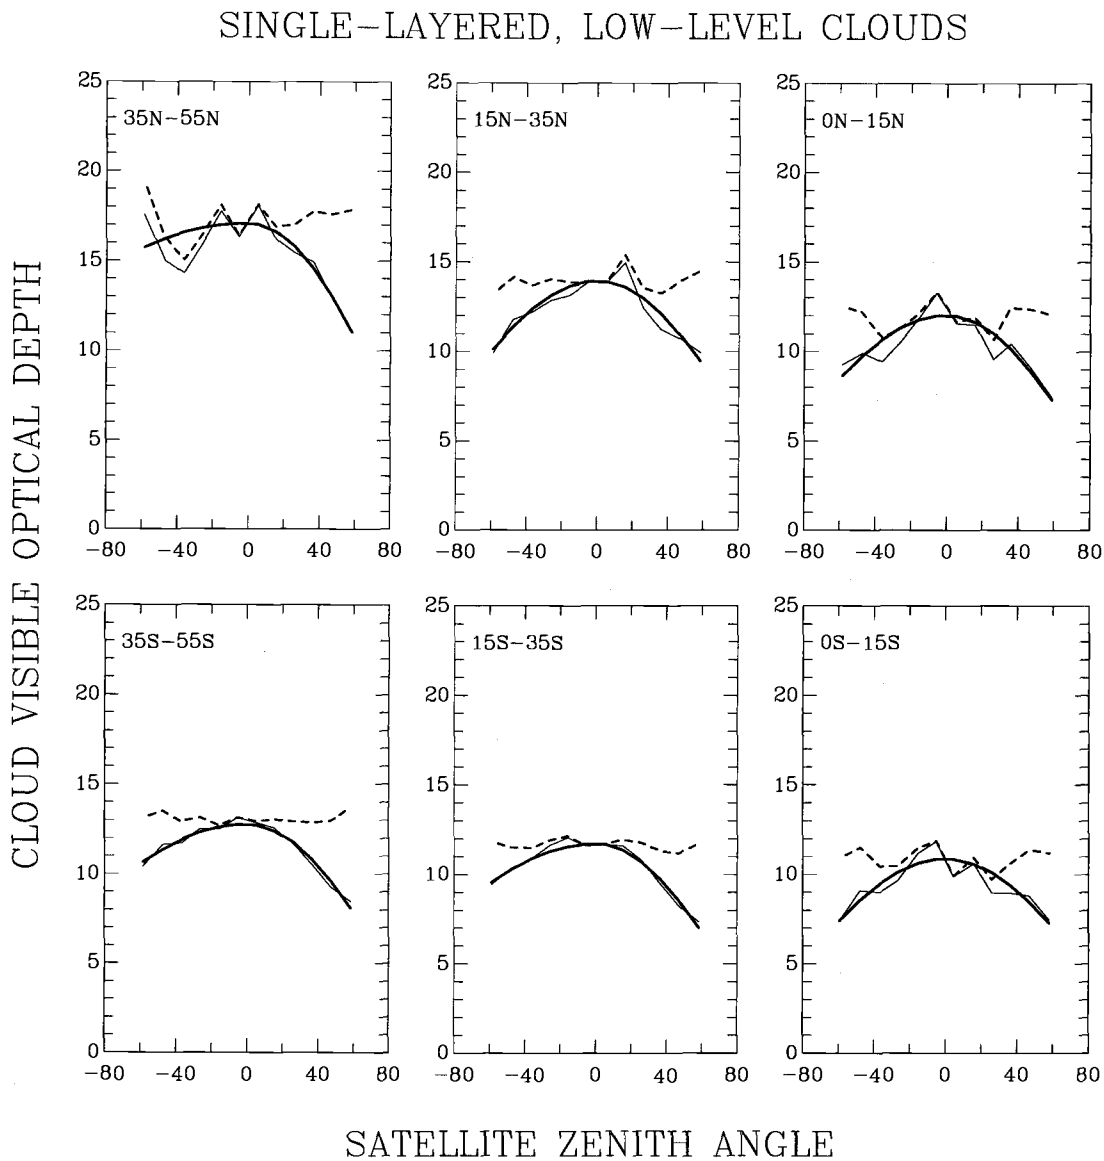 SINGLE-LAYERED, LOW-LEVEL CLOUDS
CLOUD VISIBLE OPTICAL DEPTH
35N-55N
25
20
15
10
5
0
-80 -40 0 40 80
15N-35N
25
20
15
10
5
0
-80 -40 0 40 80
0N-15N
25
20
15
10
5
0
-80 -40 0 40 80
35S-55S
25
20
15
10
5
0
-80 -40 0 40 80
15S-35S
25
20
15
10
5
0
-80 -40 0 40 80
0S-15S
25
20
15
10
5
0
-80 -40 0 40 80
SATELLITE ZENITH ANGLE